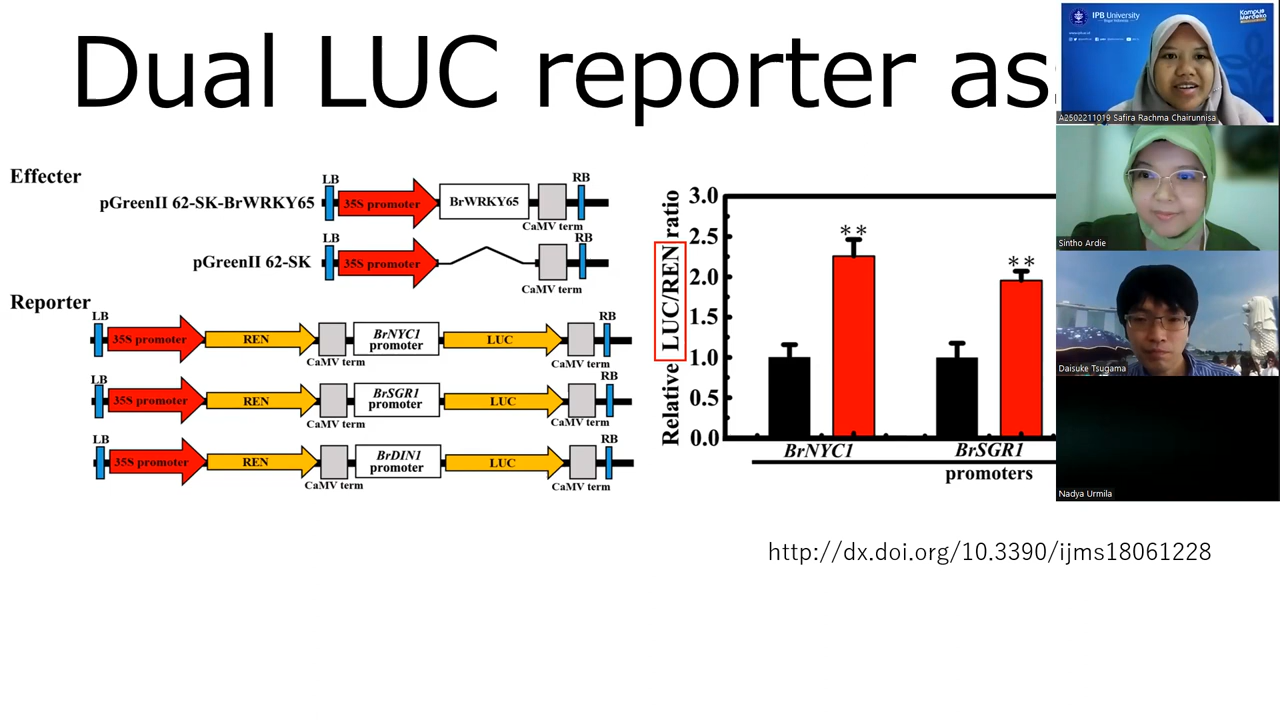 Dual LUC reporter as
Effecter
LB
RB
pGreenII 62-SK-BrWRKY65
35S promoter
BrWRKY65
CaMV term
LB
RB
pGreenII 62-SK
35S promoter
CaMV term
Reporter
LB
RB
35S promoter
REN
BrNYC1
promoter
LUC
CaMV term
CaMV term
LB
RB
35S promoter
REN
BrSGR1
promoter
LUC
CaMV term
CaMV term
LB
RB
35S promoter
REN
BrDIN1
promoter
LUC
CaMV term
CaMV term
Relative LUC/REN ratio
3.0
2.5
2.0
1.5
1.0
0.5
0.0
**
**
BrNYC1
BrSGR1
promoters
http://dx.doi.org/10.3390/ijms18061228
IPB University
Kampus
Merdeka
A2502211019 Safira Rachma Chairunnisa
Sintho Ardie
Daisuke Tsugama
Nadya Urmila